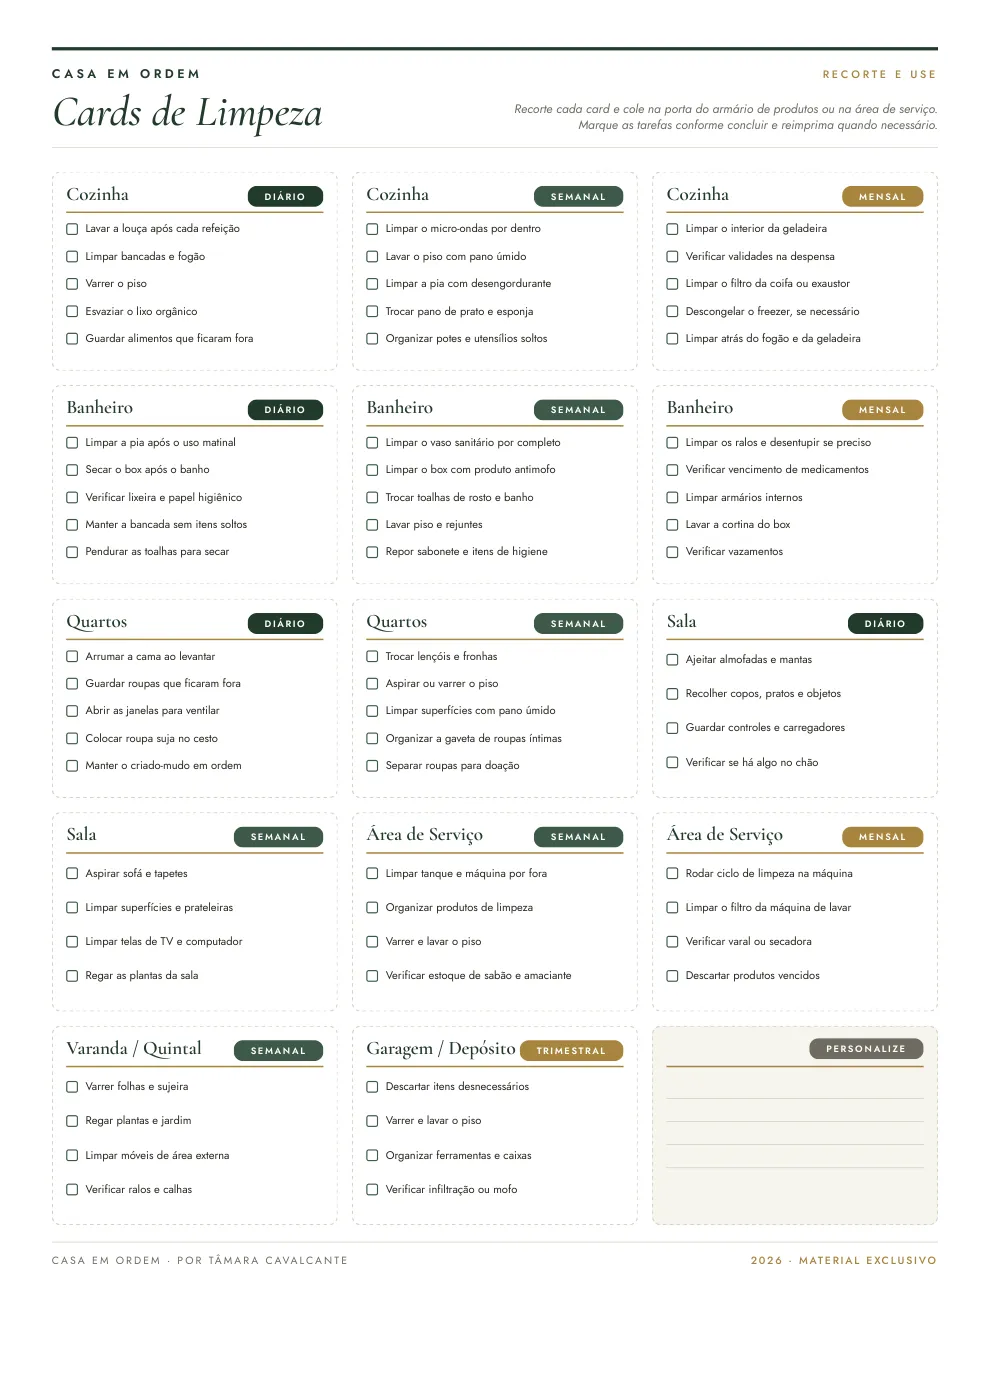 CASA EM ORDEM
RECORTE E USE
Cards de Limpeza
Recorte cada card e cole na porta do armário de produtos ou na área de serviço.
Marque as tarefas conforme concluir e reimprima quando necessário.
Cozinha
DIÁRIO
Lavar a louça após cada refeição
Limpar bancadas e fogão
Varrer o piso
Esvaziar o lixo orgânico
Guardar alimentos que ficaram fora
Cozinha
SEMANAL
Limpar o micro-ondas por dentro
Lavar o piso com pano úmido
Limpar a pia com desengordurante
Trocar pano de prato e esponja
Organizar potes e utensílios soltos
Cozinha
MENSAL
Limpar o interior da geladeira
Verificar validades na despensa
Limpar o filtro da coifa ou exaustor
Descongelar o freezer, se necessário
Limpar atrás do fogão e da geladeira
Banheiro
DIÁRIO
Limpar a pia após o uso matinal
Secar o box após o banho
Verificar lixeira e papel higiênico
Manter a bancada sem itens soltos
Pendurar as toalhas para secar
Banheiro
SEMANAL
Limpar o vaso sanitário por completo
Limpar o box com produto antimofo
Trocar toalhas de rosto e banho
Lavar piso e rejuntes
Repor sabonete e itens de higiene
Banheiro
MENSAL
Limpar os ralos e desentupir se preciso
Verificar vencimento de medicamentos
Limpar armários internos
Lavar a cortina do box
Verificar vazamentos
Quartos
DIÁRIO
Arrumar a cama ao levantar
Guardar roupas que ficaram fora
Abrir as janelas para ventilar
Colocar roupa suja no cesto
Manter o criado-mudo em ordem
Quartos
SEMANAL
Trocar lençóis e fronhas
Aspirar ou varrer o piso
Limpar superfícies com pano úmido
Organizar a gaveta de roupas íntimas
Separar roupas para doação
Sala
DIÁRIO
Ajeitar almofadas e mantas
Recolher copos, pratos e objetos
Guardar controles e carregadores
Verificar se há algo no chão
Sala
SEMANAL
Aspirar sofá e tapetes
Limpar superfícies e prateleiras
Limpar telas de TV e computador
Regar as plantas da sala
Área de Serviço
SEMANAL
Limpar tanque e máquina por fora
Organizar produtos de limpeza
Varrer e lavar o piso
Verificar estoque de sabão e amaciante
Área de Serviço
MENSAL
Rodar ciclo de limpeza na máquina
Limpar o filtro da máquina de lavar
Verificar varal ou secadora
Descartar produtos vencidos
Varanda / Quintal
SEMANAL
Varrer folhas e sujeira
Regar plantas e jardim
Limpar móveis de área externa
Verificar ralos e calhas
Garagem / Depósito
TRIMESTRAL
Descartar itens desnecessários
Varrer e lavar o piso
Organizar ferramentas e caixas
Verificar infiltração ou mofo
PERSONALIZE
CASA EM ORDEM · POR TÂMARA CAVALCANTE
2026 · MATERIAL EXCLUSIVO